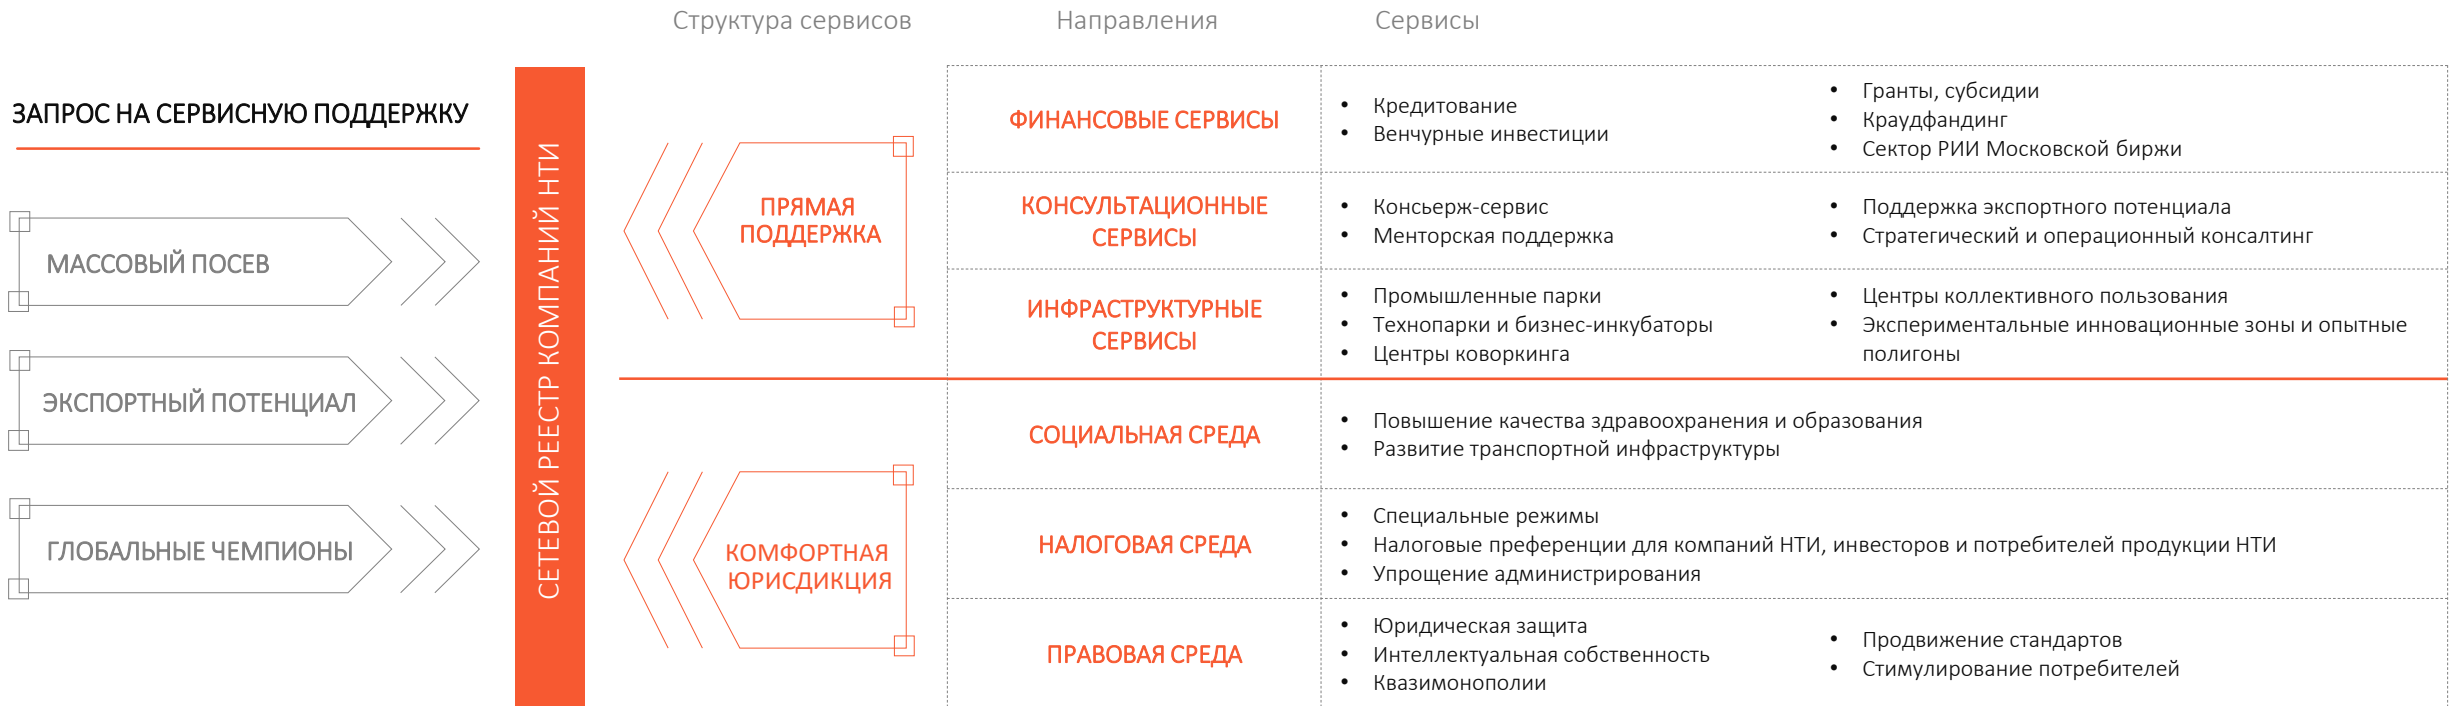 Структура сервисов
Направления
Сервисы
ЗАПРОС НА СЕРВИСНУЮ ПОДДЕРЖКУ
МАССОВЫЙ ПОСЕВ
ЭКСПОРТНЫЙ ПОТЕНЦИАЛ
ГЛОБАЛЬНЫЕ ЧЕМПИОНЫ
СЕТЕВОЙ РЕЕСТР КОМПАНИЙ НТИ
ПРЯМАЯ
ПОДДЕРЖКА
ФИНАНСОВЫЕ СЕРВИСЫ
• Кредитование
• Венчурные инвестиции
• Гранты, субсидии
• Краудфандинг
• Сектор РИИ Московской биржи
КОНСУЛЬТАЦИОННЫЕ
СЕРВИСЫ
• Консьерж-сервис
• Менторская поддержка
• Поддержка экспортного потенциала
• Стратегический и операционный консалтинг
ИНФРАСТРУКТУРНЫЕ
СЕРВИСЫ
• Промышленные парки
• Технопарки и бизнес-инкубаторы
• Центры коворкинга
• Центры коллективного пользования
• Экспериментальные инновационные зоны и опытные
полигоны
КОМФОРТНАЯ
ЮРИСДИКЦИЯ
СОЦИАЛЬНАЯ СРЕДА
• Повышение качества здравоохранения и образования
• Развитие транспортной инфраструктуры
НАЛОГОВАЯ СРЕДА
• Специальные режимы
• Налоговые преференции для компаний НТИ, инвесторов и потребителей продукции НТИ
• Упрощение администрирования
ПРАВОВАЯ СРЕДА
• Юридическая защита
• Интеллектуальная собственность
• Квазимонополии
• Продвижение стандартов
• Стимулирование потребителей